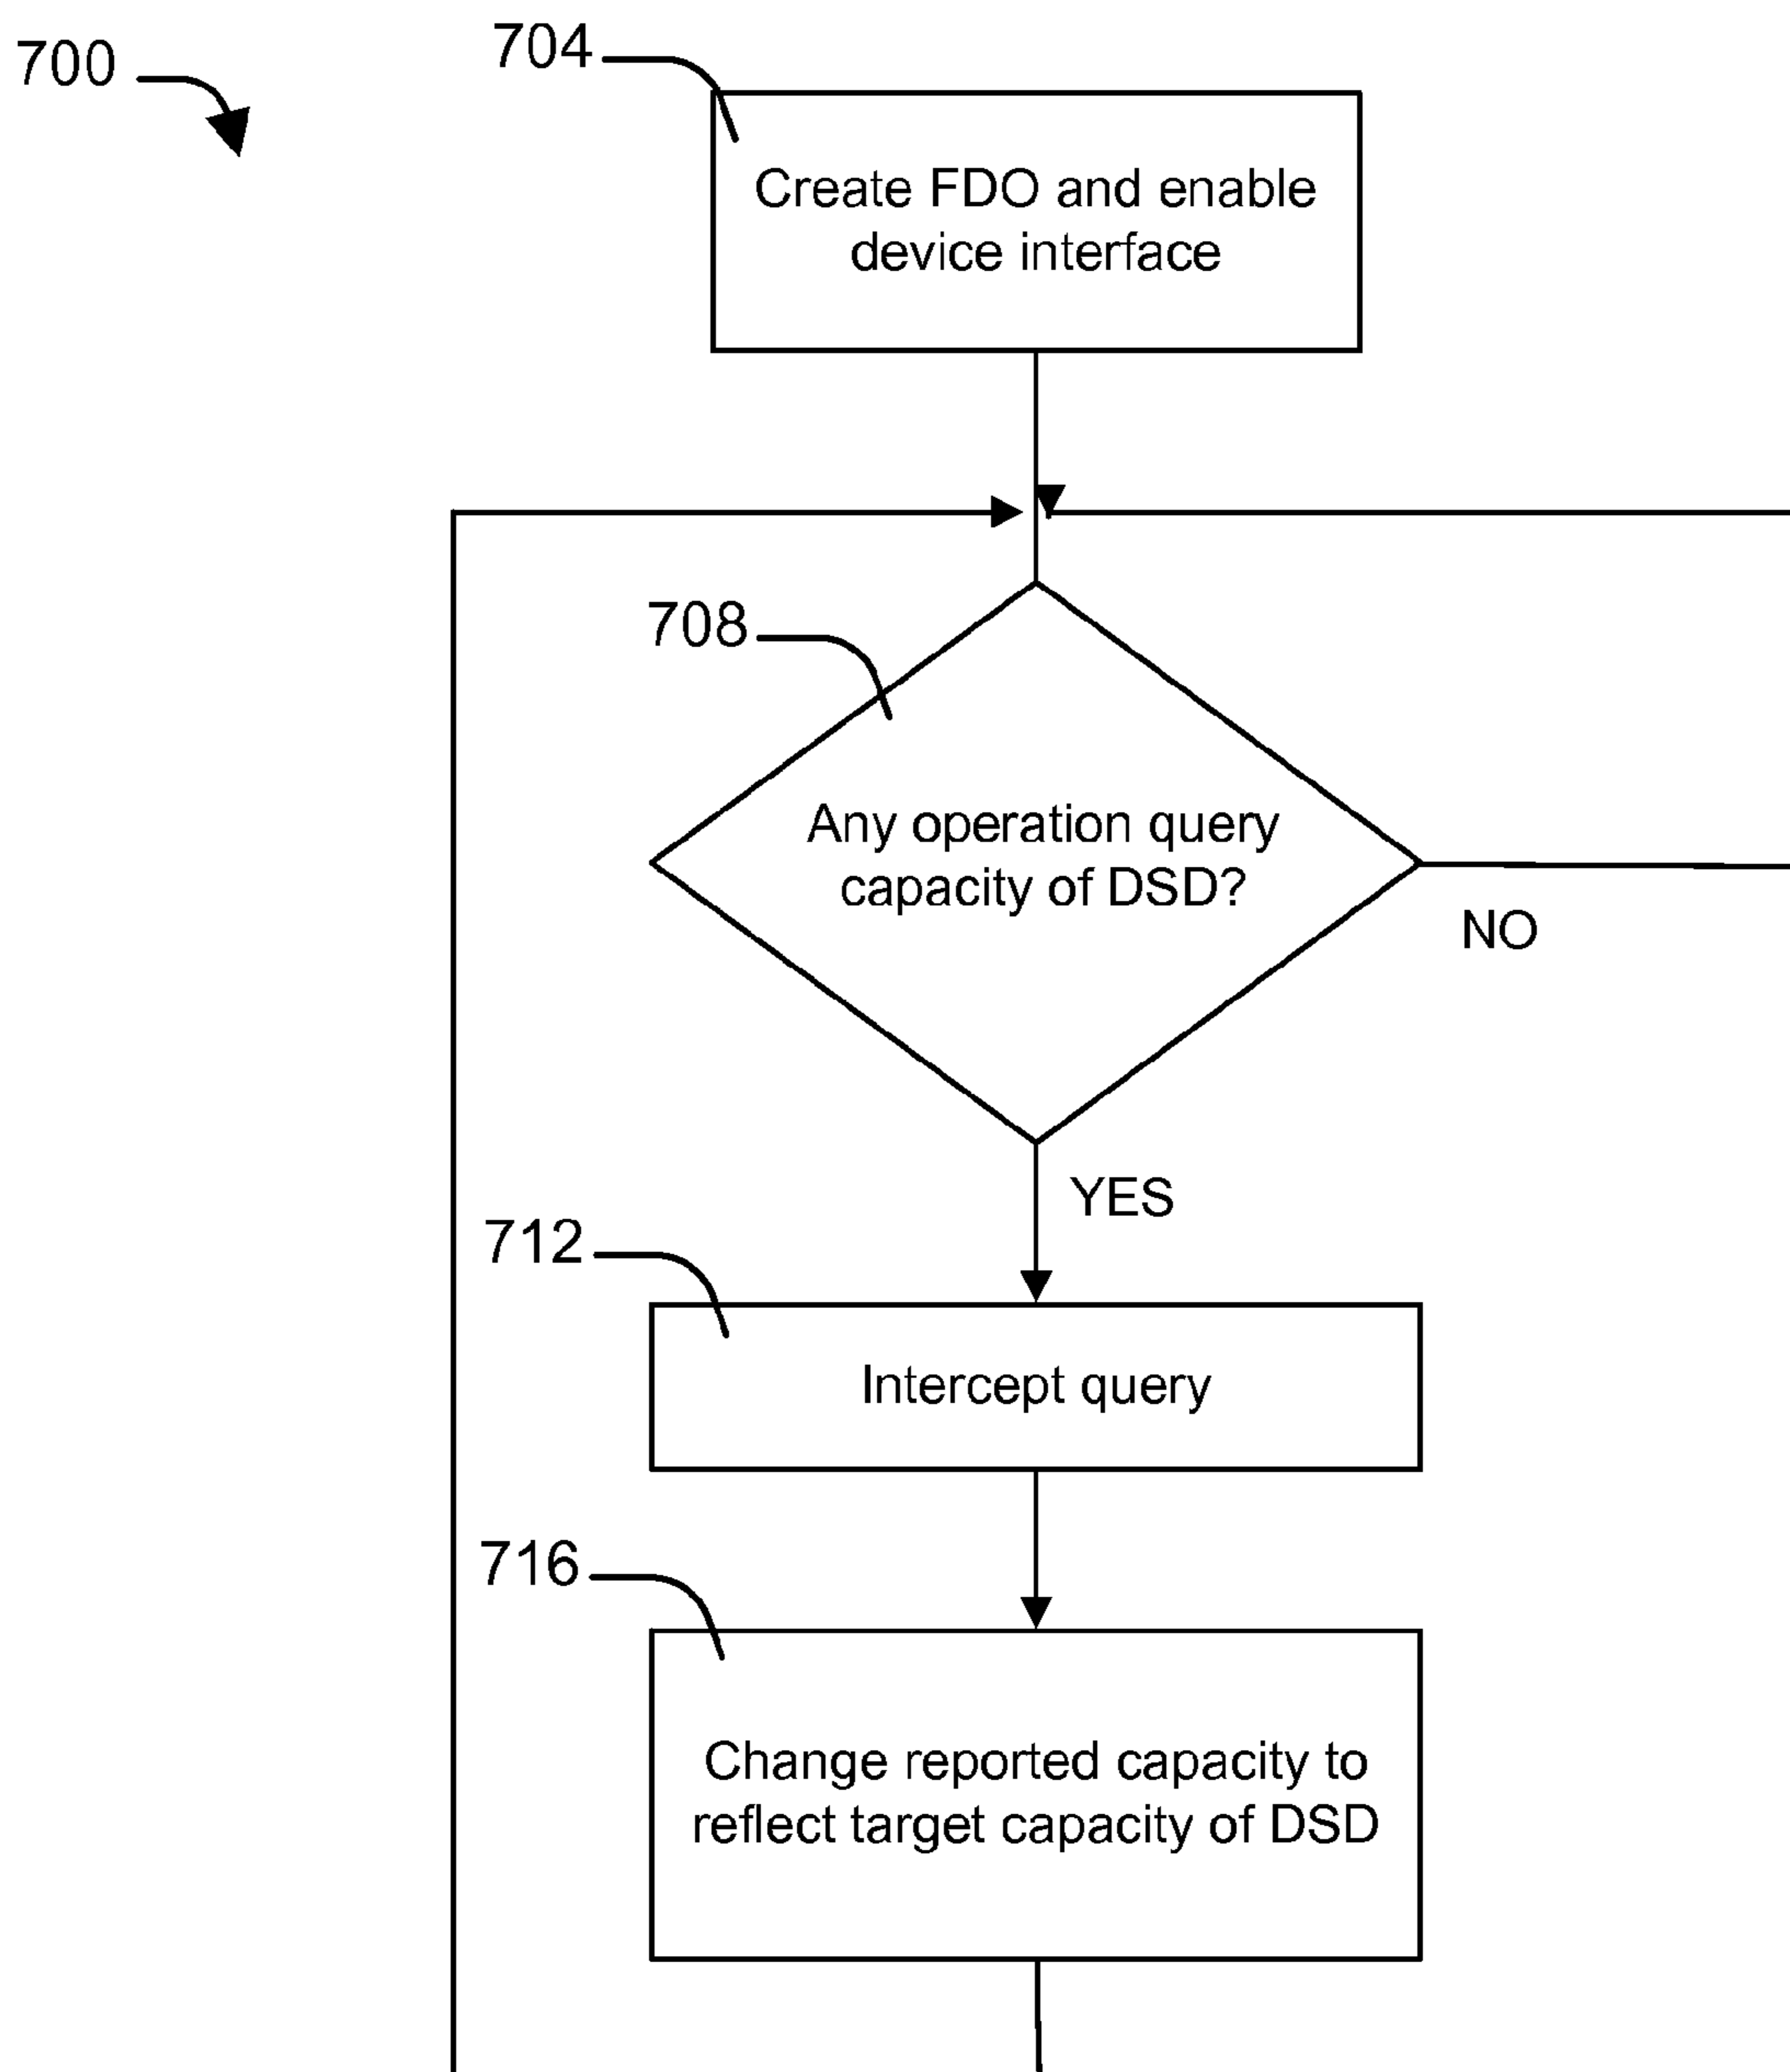 700
704
Create FDO and enable
device interface
708
Any operation query
capacity of DSD?
NO
YES
712
Intercept query
716
Change reported capacity to
reflect target capacity of DSD